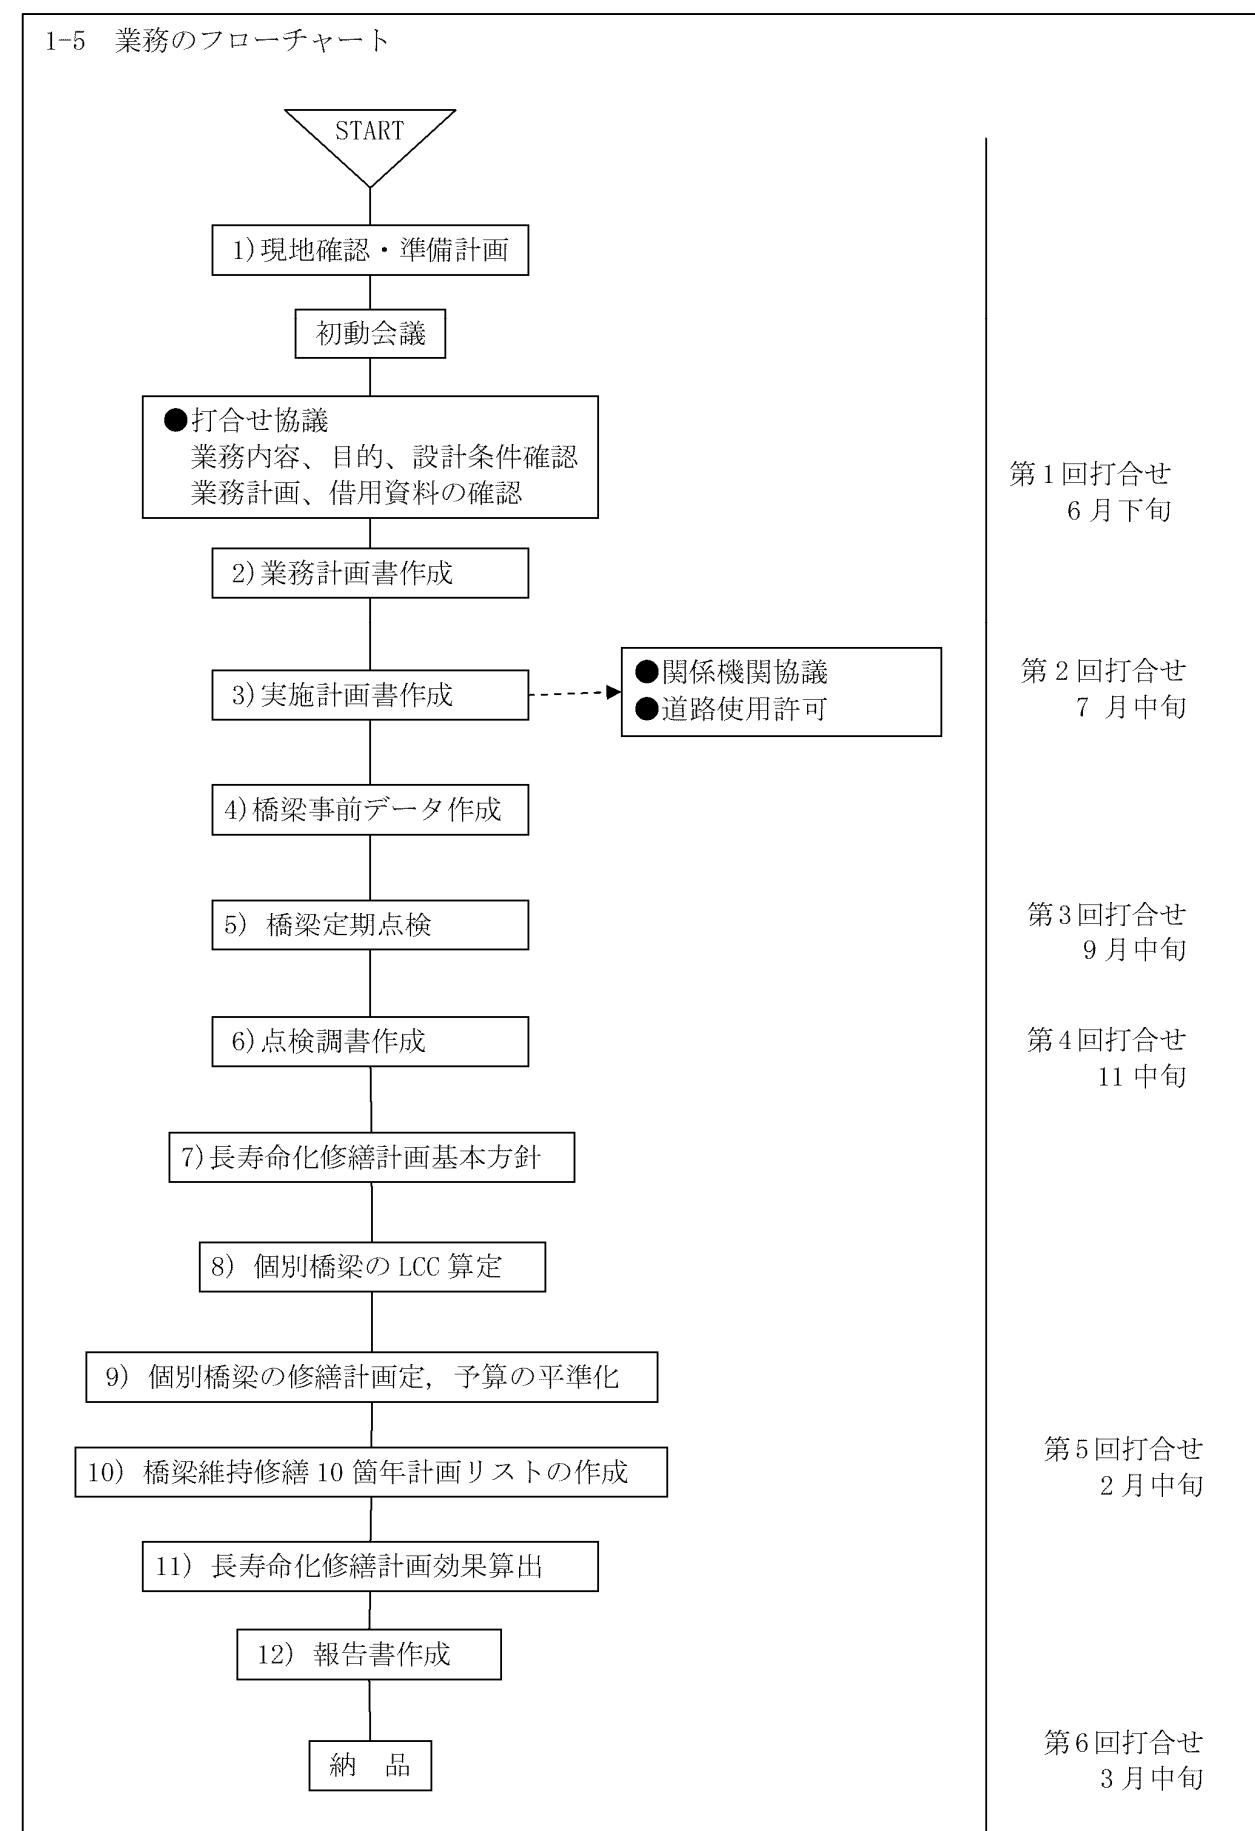 1-5　業務のフローチャート
START
1)現地確認・準備計画
初動会議
●打合せ協議
業務内容、目的、設計条件確認
業務計画、借用資料の確認
第1回打合せ
6月下旬
2)業務計画書作成
3)実施計画書作成
●関係機関協議
●道路使用許可
第2回打合せ
7 月中旬
4)橋梁事前データ作成
5) 橋梁定期点検
第3回打合せ
9月中旬
6)点検調書作成
第4回打合せ
11中旬
7)長寿命化修繕計画基本方針
8) 個別橋梁のLCC算定
9) 個別橋梁の修繕計画定, 予算の平準化
10) 橋梁維持修繕10箇年計画リストの作成
第5回打合せ
2月中旬
11) 長寿命化修繕計画効果算出
12) 報告書作成
納　品
第6回打合せ
3月中旬